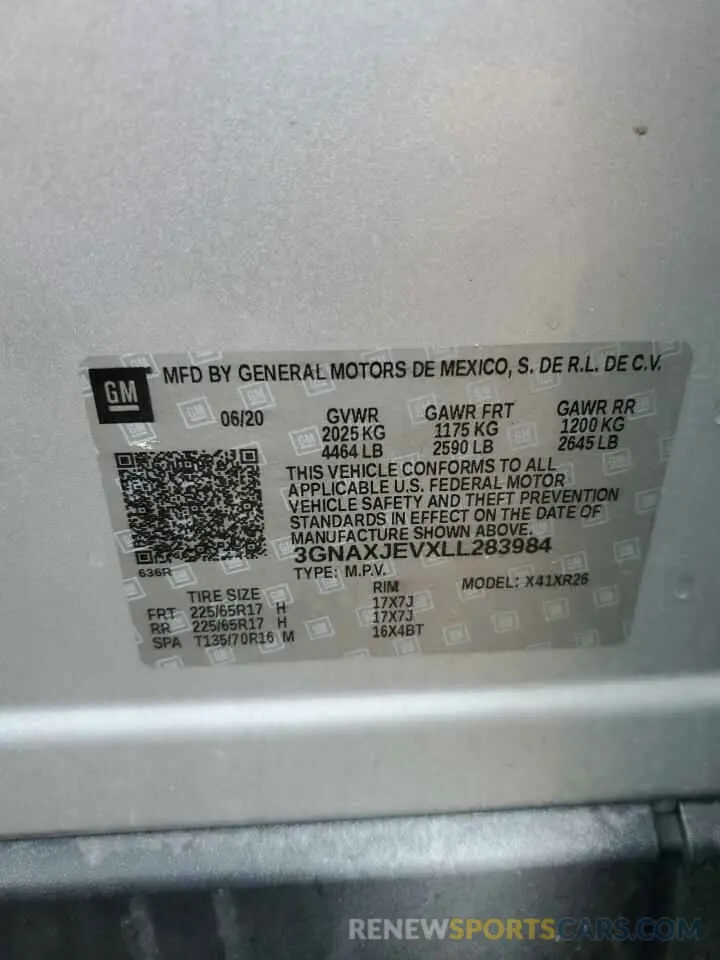 GM MFD BY GENERAL MOTORS DE MEXICO, S. DE R.L. DE C.V.
06/20 GVWR GAWR FRT GAWR RR
2025 KG 1175 KG 1200 KG
4464 LB 2590 LB 2645 LB
THIS VEHICLE CONFORMS TO ALL
APPLICABLE U.S. FEDERAL MOTOR
VEHICLE SAFETY AND THEFT PREVENTION
STANDARDS IN EFFECT ON THE DATE OF
MANUFACTURE SHOWN ABOVE.
3GNAXJEVXLL283984
636R TYPE: M.P.V. MODEL: X41XR26
TIRE SIZE RIM
FRT 225/65R17 H 17X7J
RR 225/65R17 H 17X7J
SPA T135/70R16 M 16X4BT
RENEWSPORTSCARS.COM